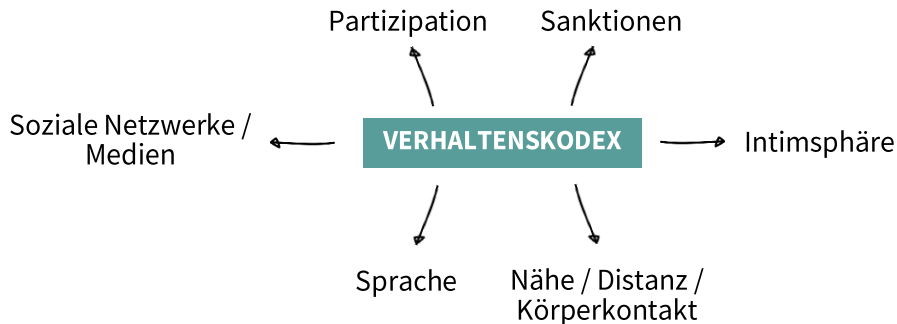 Partizipation
Sanktionen
Soziale Netzwerke /
Medien
VERHALTENSKODEX
Intimsphäre
Sprache
Nähe / Distanz /
Körperkontakt